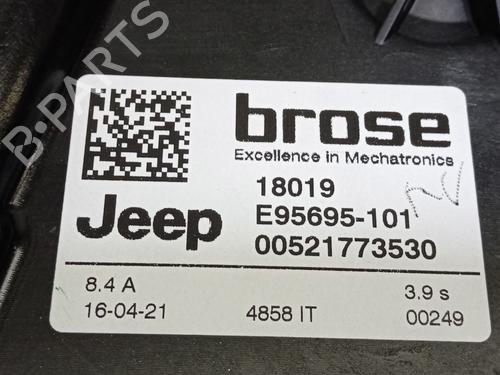 B-PARTS
brose
Excellence in Mechatronics
18019
Jeep
E95695-101
00521773530
8.4 A
3.9 s
16-04-21
4858 IT
00249